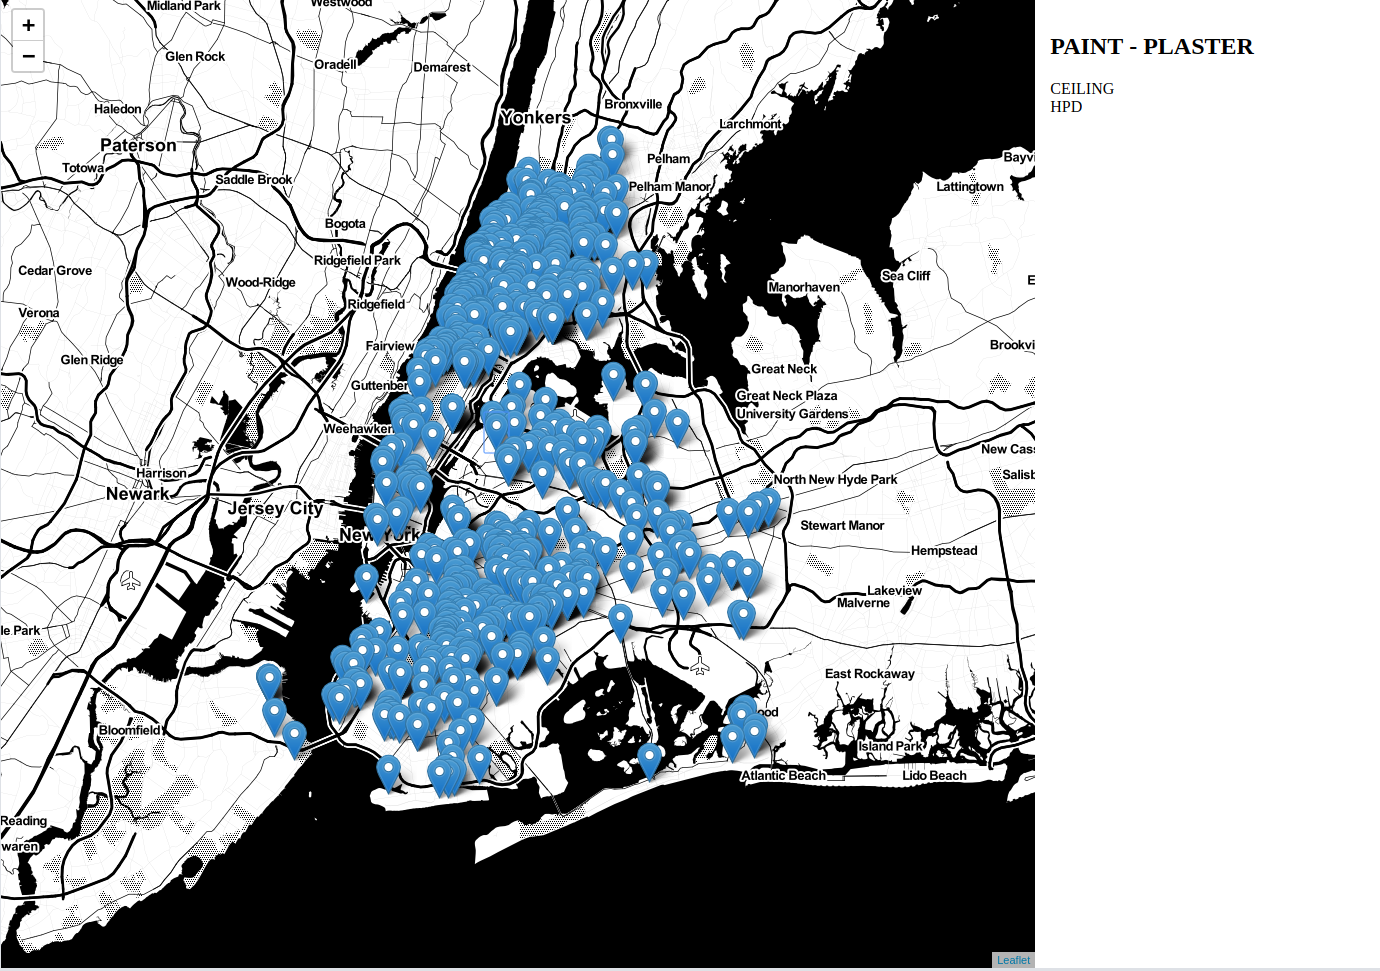 +
−
Midland Park
Westwood
Glen Rock
Oradell
Demarest
Haledon
Yonkers
Bronxville
Larchmont
Paterson
Totowa
Saddle Brook
Pelham
Pelham Manor
Lattingtown
Bogota
Cedar Grove
Ridgefield Park
Wood-Ridge
Sea Cliff
Manorhaven
Verona
Ridgefield
Glen Ridge
Fairview
Great Neck
Guttenber
Great Neck Plaza
University Gardens
Weehawken
New Cass
Harrison
Newark
North New Hyde Park
Salisb
Jersey City
New York
Stewart Manor
Hempstead
Lakeview
Malverne
le Park
East Rockaway
ood
Bloomfield
Island Park
Atlantic Beach
Lido Beach
Reading
waren
Bayvi
Brookvi
E
Leaflet
PAINT - PLASTER
CEILING
HPD